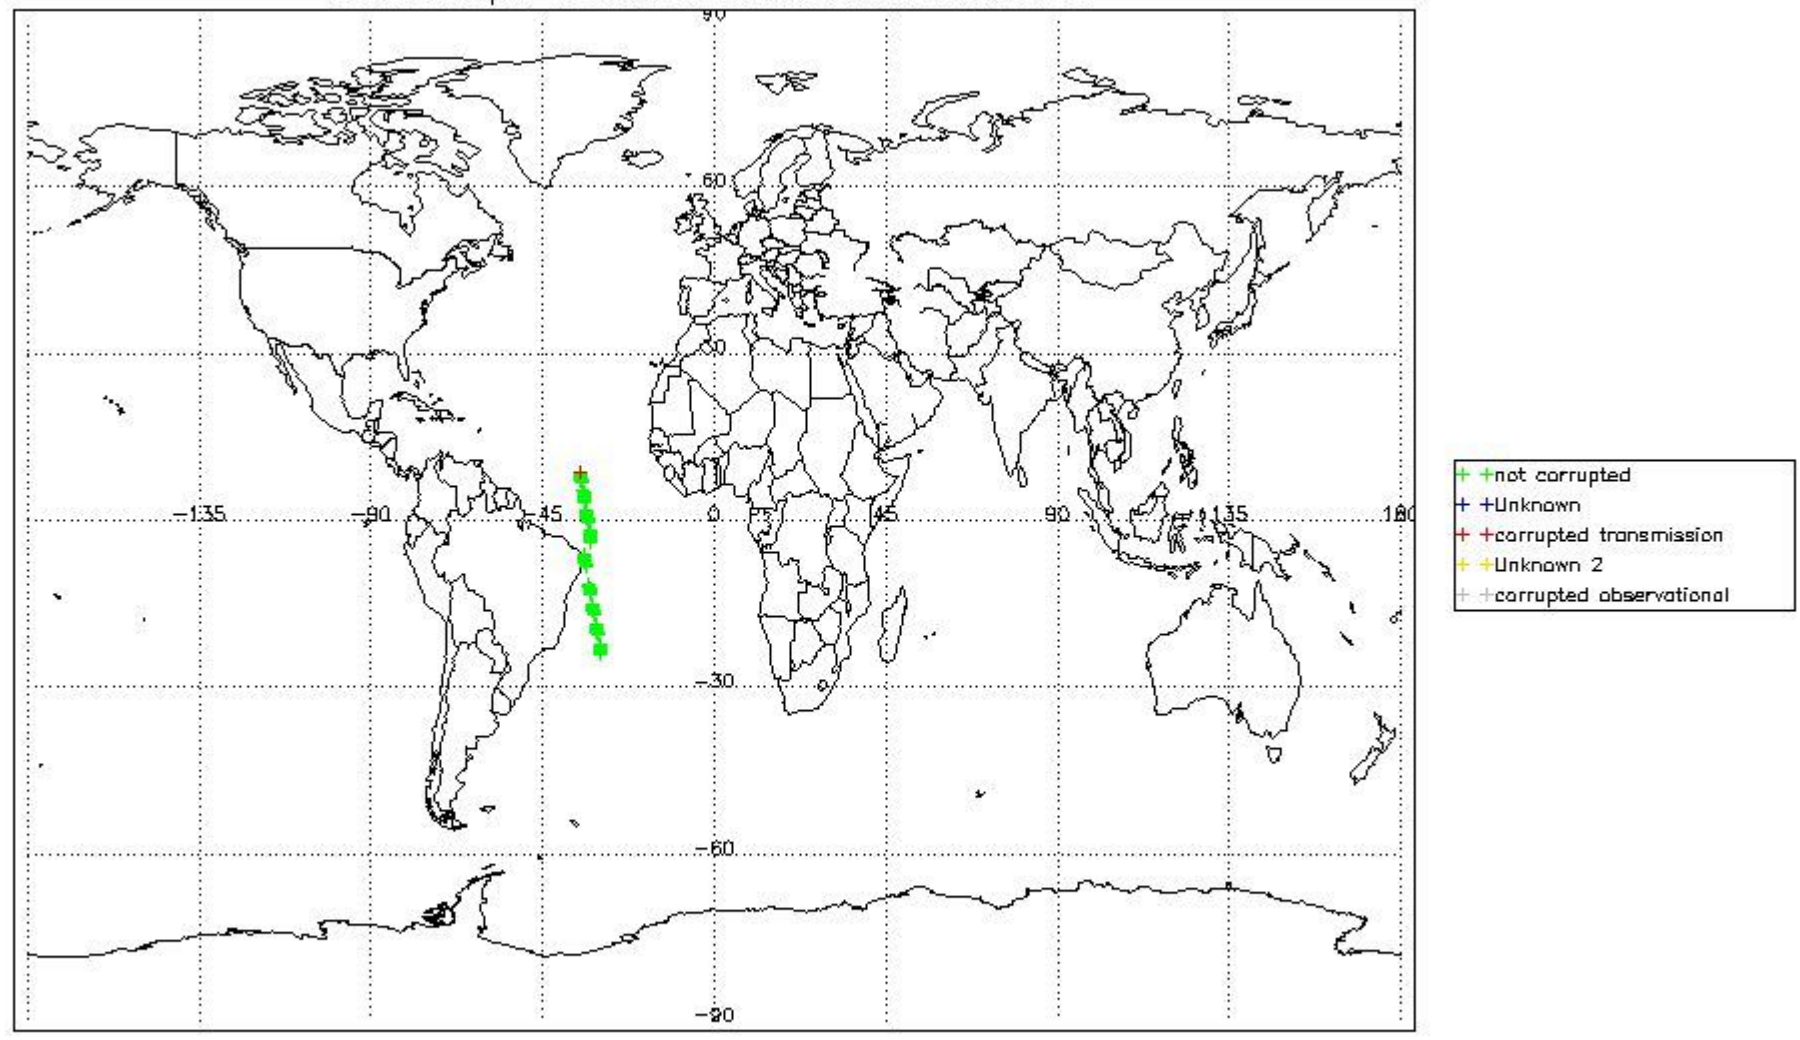 90
60
30
-135 -90 -45 0 45 90 135 180
-30
-60
-90
not corrupted
Unknown
corrupted transmission
Unknown 2
corrupted observational